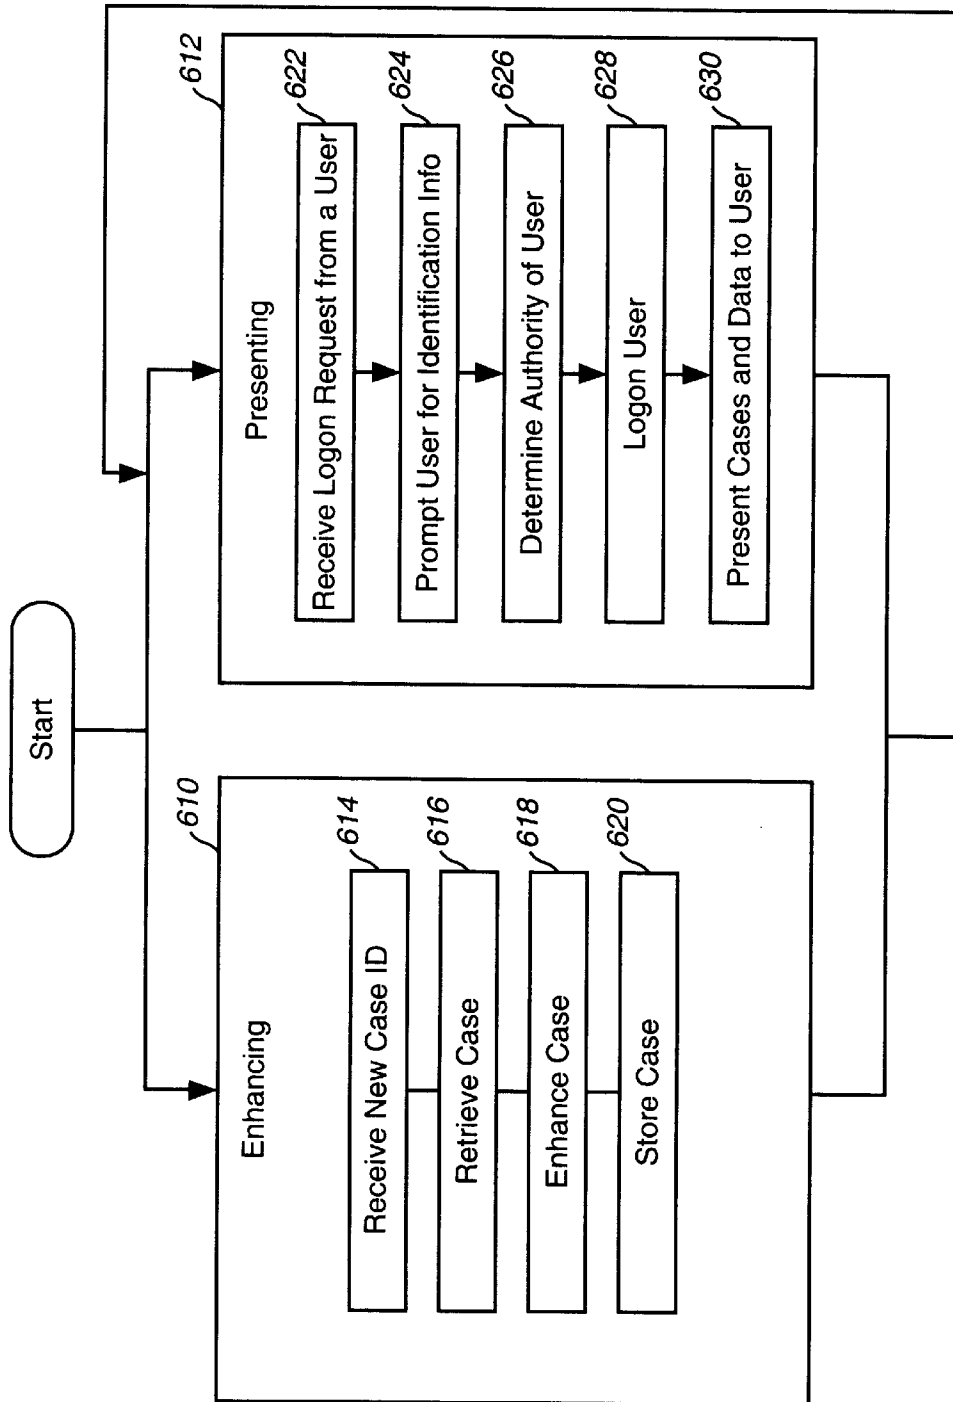 Start
610
Enhancing
614
Receive New Case ID
616
Retrieve Case
618
Enhance Case
620
Store Case
612
Presenting
622
Receive Logon Request from a User
624
Prompt User for Identification Info
626
Determine Authority of User
628
Logon User
630
Present Cases and Data to User